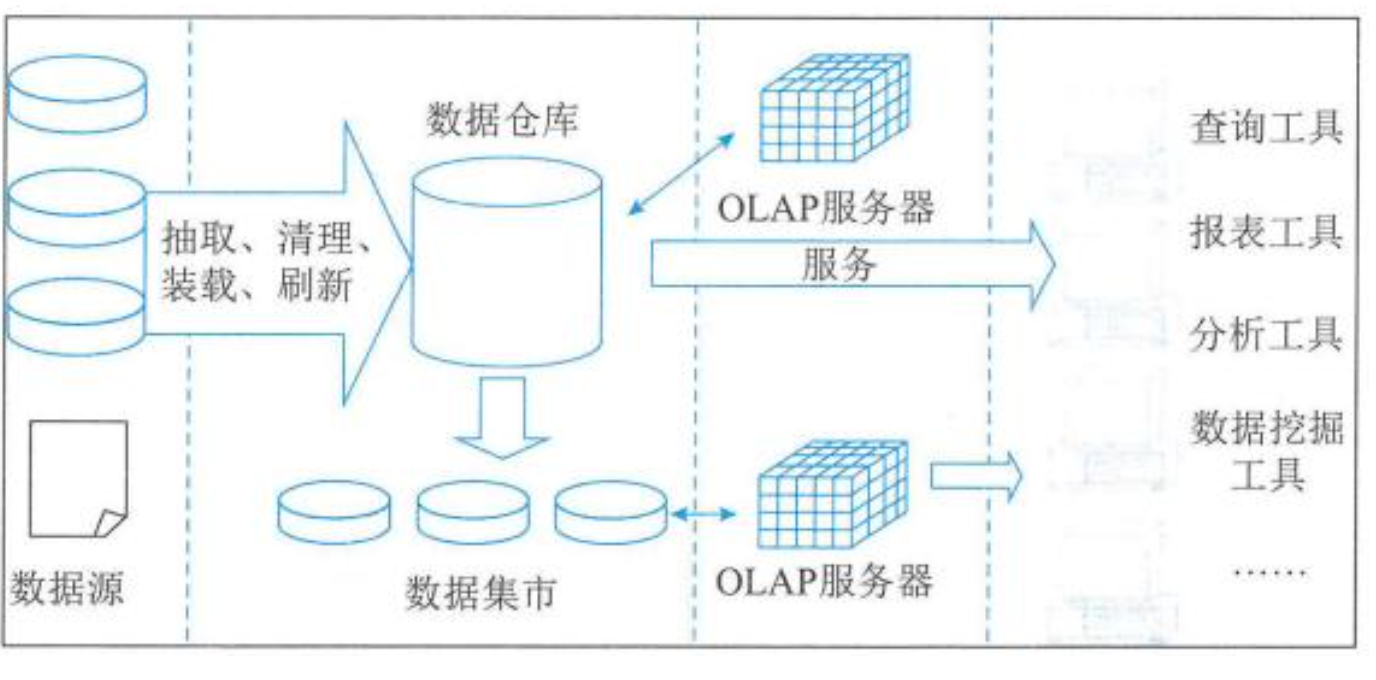 数据仓库
抽取、清理、
装载、刷新
OLAP服务器
服务
查询工具
报表工具
分析工具
数据挖掘
工具
……
数据源
数据集市
OLAP服务器